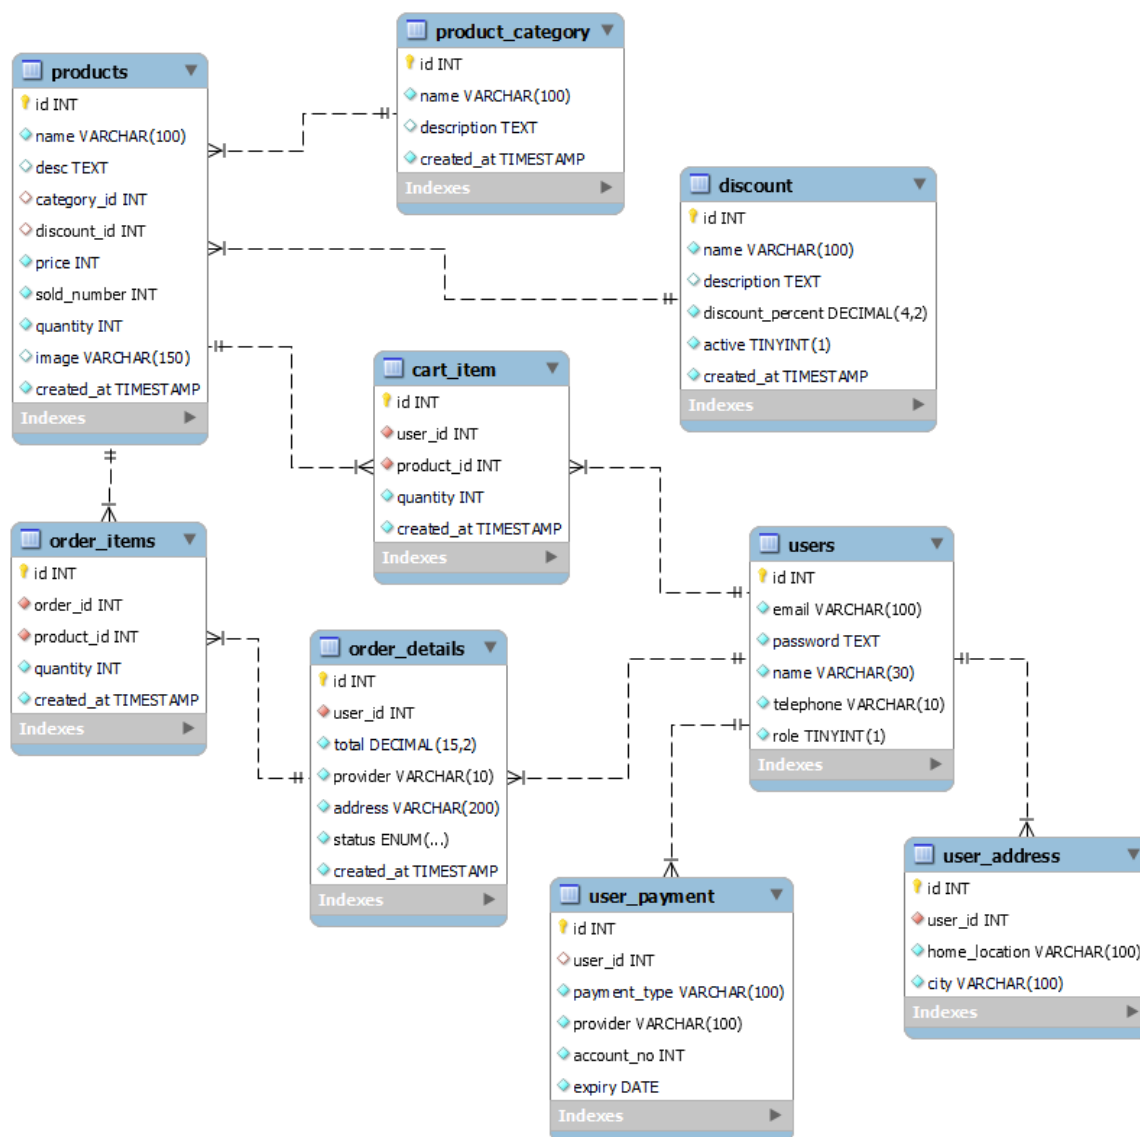 product_category
id INT
name VARCHAR(100)
description TEXT
created_at TIMESTAMP
Indexes
products
id INT
name VARCHAR(100)
desc TEXT
category_id INT
discount_id INT
price INT
sold_number INT
quantity INT
image VARCHAR(150)
created_at TIMESTAMP
Indexes
discount
id INT
name VARCHAR(100)
description TEXT
discount_percent DECIMAL(4,2)
active TINYINT(1)
created_at TIMESTAMP
Indexes
cart_item
id INT
user_id INT
product_id INT
quantity INT
created_at TIMESTAMP
Indexes
order_items
id INT
order_id INT
product_id INT
quantity INT
created_at TIMESTAMP
Indexes
users
id INT
email VARCHAR(100)
password TEXT
name VARCHAR(30)
telephone VARCHAR(10)
role TINYINT(1)
Indexes
order_details
id INT
user_id INT
total DECIMAL(15,2)
provider VARCHAR(10)
address VARCHAR(200)
status ENUM(...)
created_at TIMESTAMP
Indexes
user_payment
id INT
user_id INT
payment_type VARCHAR(100)
provider VARCHAR(100)
account_no INT
expiry DATE
Indexes
user_address
id INT
user_id INT
home_location VARCHAR(100)
city VARCHAR(100)
Indexes